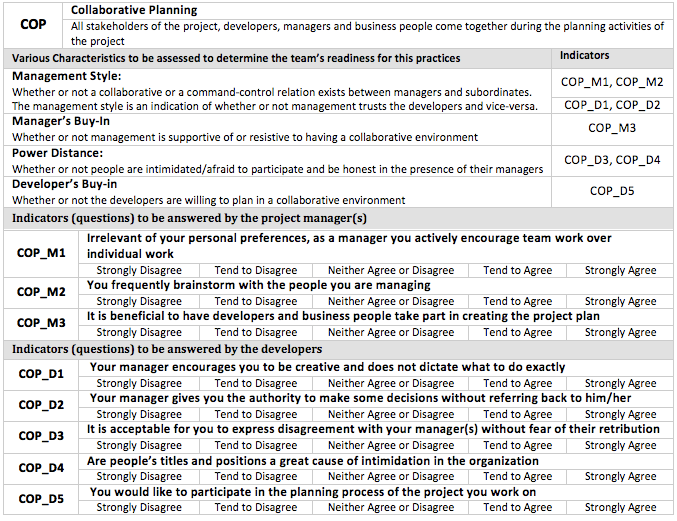 COP
Collaborative Planning
All stakeholders of the project, developers, managers and business people come together during the planning activities of
the project
Various Characteristics to be assessed to determine the team's readiness for this practices
Indicators
Management Style:
Whether or not a collaborative or a command-control relation exists between managers and subordinates.
The management style is an indication of whether or not management trusts the developers and vice-versa.
COP_M1, COP_M2
COP_D1, COP_D2
Manager's Buy-In
Whether or not management is supportive of or resistive to having a collaborative environment
COP_M3
Power Distance:
Whether or not people are intimidated/afraid to participate and be honest in the presence of their managers
COP_D3, COP_D4
Developer's Buy-in
Whether or not the developers are willing to plan in a collaborative environment
COP_D5
Indicators (questions) to be answered by the project manager(s)
COP_M1
Irrelevant of your personal preferences, as a manager you actively encourage team work over
individual work
Strongly Disagree Tend to Disagree Neither Agree or Disagree Tend to Agree Strongly Agree
COP_M2
You frequently brainstorm with the people you are managing
Strongly Disagree Tend to Disagree Neither Agree or Disagree Tend to Agree Strongly Agree
COP_M3
It is beneficial to have developers and business people take part in creating the project plan
Strongly Disagree Tend to Disagree Neither Agree or Disagree Tend to Agree Strongly Agree
Indicators (questions) to be answered by the developers
COP_D1
Your manager encourages you to be creative and does not dictate what to do exactly
Strongly Disagree Tend to Disagree Neither Agree or Disagree Tend to Agree Strongly Agree
COP_D2
Your manager gives you the authority to make some decisions without referring back to him/her
Strongly Disagree Tend to Disagree Neither Agree or Disagree Tend to Agree Strongly Agree
COP_D3
It is acceptable for you to express disagreement with your manager(s) without fear of their retribution
Strongly Disagree Tend to Disagree Neither Agree or Disagree Tend to Agree Strongly Agree
COP_D4
Are people's titles and positions a great cause of intimidation in the organization
Strongly Disagree Tend to Disagree Neither Agree or Disagree Tend to Agree Strongly Agree
COP_D5
You would like to participate in the planning process of the project you work on
Strongly Disagree Tend to Disagree Neither Agree or Disagree Tend to Agree Strongly Agree